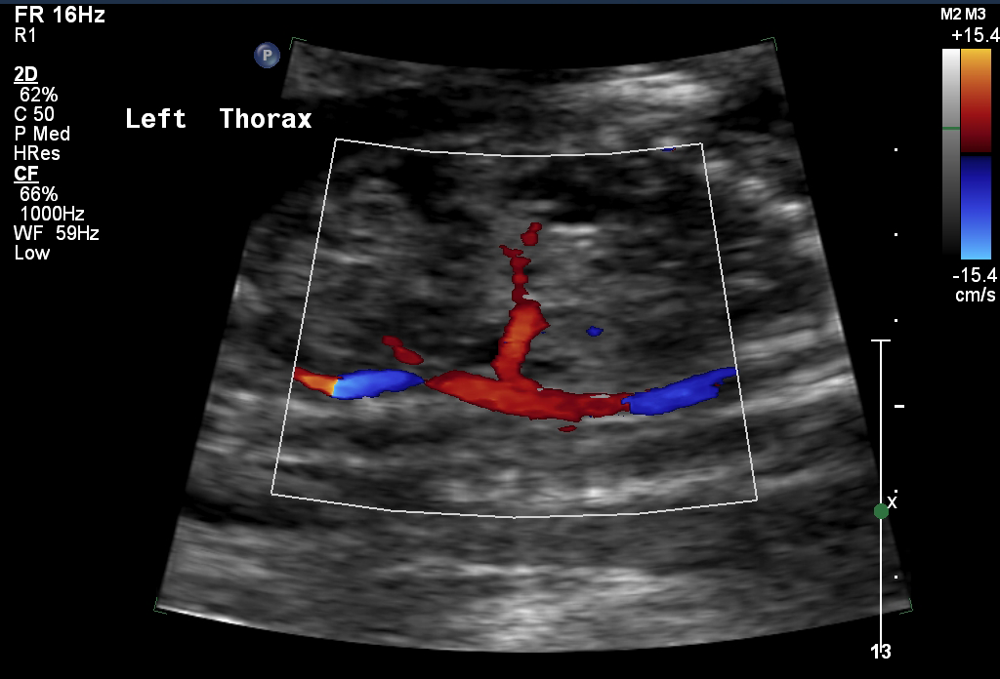 FR 16Hz
R1
2D
62%
C 50
P Med
HRes
CF
66%
1000Hz
WF 59Hz
Low
P
Left Thorax
M2 M3
+15.4
-15.4
cm/s
x
13